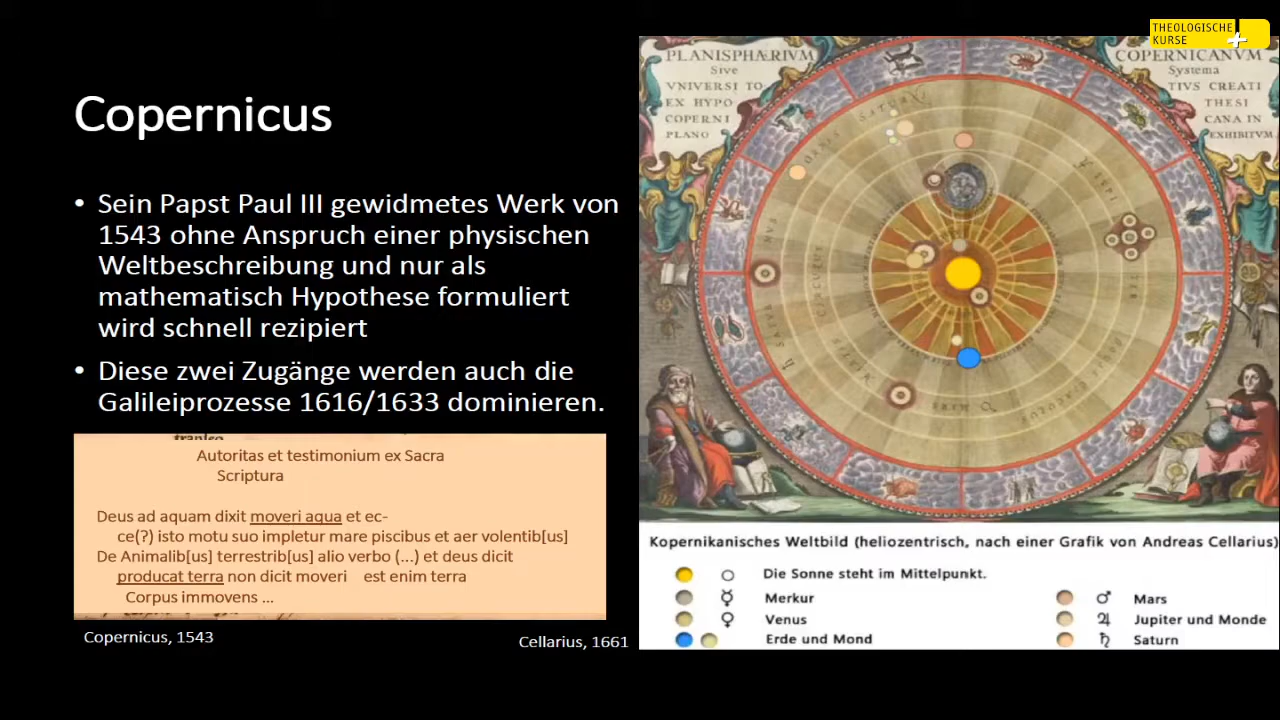 THEOLOGISCHE
KURSE
Copernicus
• Sein Papst Paul III gewidmetes Werk von
1543 ohne Anspruch einer physischen
Weltbeschreibung und nur als
mathematisch Hypothese formuliert
wird schnell rezipiert
• Diese zwei Zugänge werden auch die
Galileiprozesse 1616/1633 dominieren.
Autoritas et testimonium ex Sacra
Scriptura
Deus ad aquam dixit moveri aqua et ec-
ce(?) isto motu suo impletur mare piscibus et aer volentib[us]
De Animalib[us] terrestrib[us] alio verbo (...) et deus dicit
producat terra non dicit moveri est enim terra
Corpus immovens ...
Copernicus, 1543
Cellarius, 1661
PLANISPHÆRIVM
Sive
VNIVERSI TO
EX HYPO
COPERNI
PLANO
COPERNICANVM
Systema
TIVS CREATI
THESI
CANA IN
EXHIBITVM
Kopernikanisches Weltbild (heliozentrisch, nach einer Grafik von Andreas Cellarius)
Die Sonne steht im Mittelpunkt.
☿ Merkur
♀ Venus
Erde und Mond
♂ Mars
♃ Jupiter und Monde
♄ Saturn